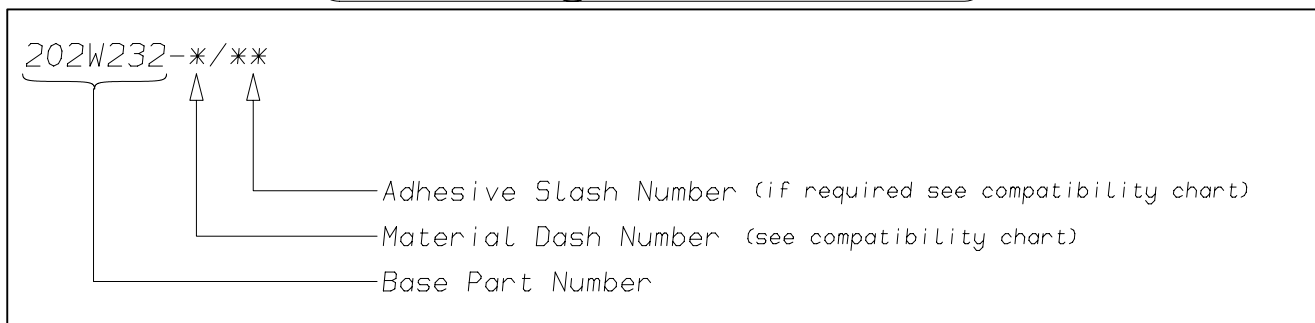 202W232-*/**
Adhesive Slash Number (if required see compatibility chart)
Material Dash Number (see compatibility chart)
Base Part Number